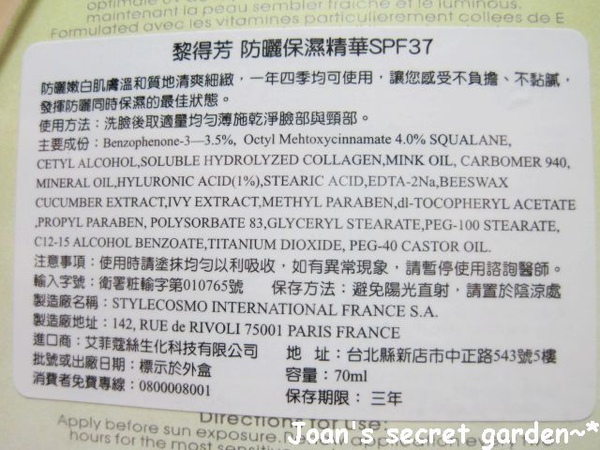 maintenant la peau sembler fraîche et le lumineux.
Formulated avec les vitamines particulièrement collées de E
黎得芳 防曬保濕精華SPF37
防曬嫩白肌膚溫和質地清爽細緻，一年四季均可使用，讓您感受不負擔、不黏膩，
發揮防曬同時保濕的最佳狀態。
使用方法：洗臉後取適量均勻薄施乾淨臉部與頸部。
主要成份：Benzophenone-3—3.5%, Octyl Mehtoxycinnamate 4.0% SQUALANE,
CETYL ALCOHOL,SOLUBLE HYDROLYZED COLLAGEN,MINK OIL, CARBOMER 940,
MINERAL OIL,HYLURONIC ACID(1%),STEARIC ACID,EDTA-2Na,BEESWAX
CUCUMBER EXTRACT,IVY EXTRACT,METHYL PARABEN,dl-TOCOPHERYL ACETATE
,PROPYL PARABEN, POLYSORBATE 83,GLYCERYL STEARATE,PEG-100 STEARATE,
C12-15 ALCOHOL BENZOATE,TITANIUM DIOXIDE, PEG-40 CASTOR OIL.
注意事項：使用時請塗抹均勻以利吸收，如有異常現象，請暫停使用諮詢醫師。
輸入字號：衛署粧輸字第010765號 保存方法：避免陽光直射，請置於陰涼處
製造廠名稱：STYLECOSMO INTERNATIONAL FRANCE S.A.
製造廠地址：142, RUE de RIVOLI 75001 PARIS FRANCE
進口商：艾菲蔻絲生化科技有限公司 地 址：台北縣新店市中正路543號5樓
批號或出廠日期：標示於外盒 容量：70ml
消費者免費專線：0800008001 保存期限：三年
Directions for use:
Apply before sun exposure.
hours for the most sensitive
Joan's secret garden~*